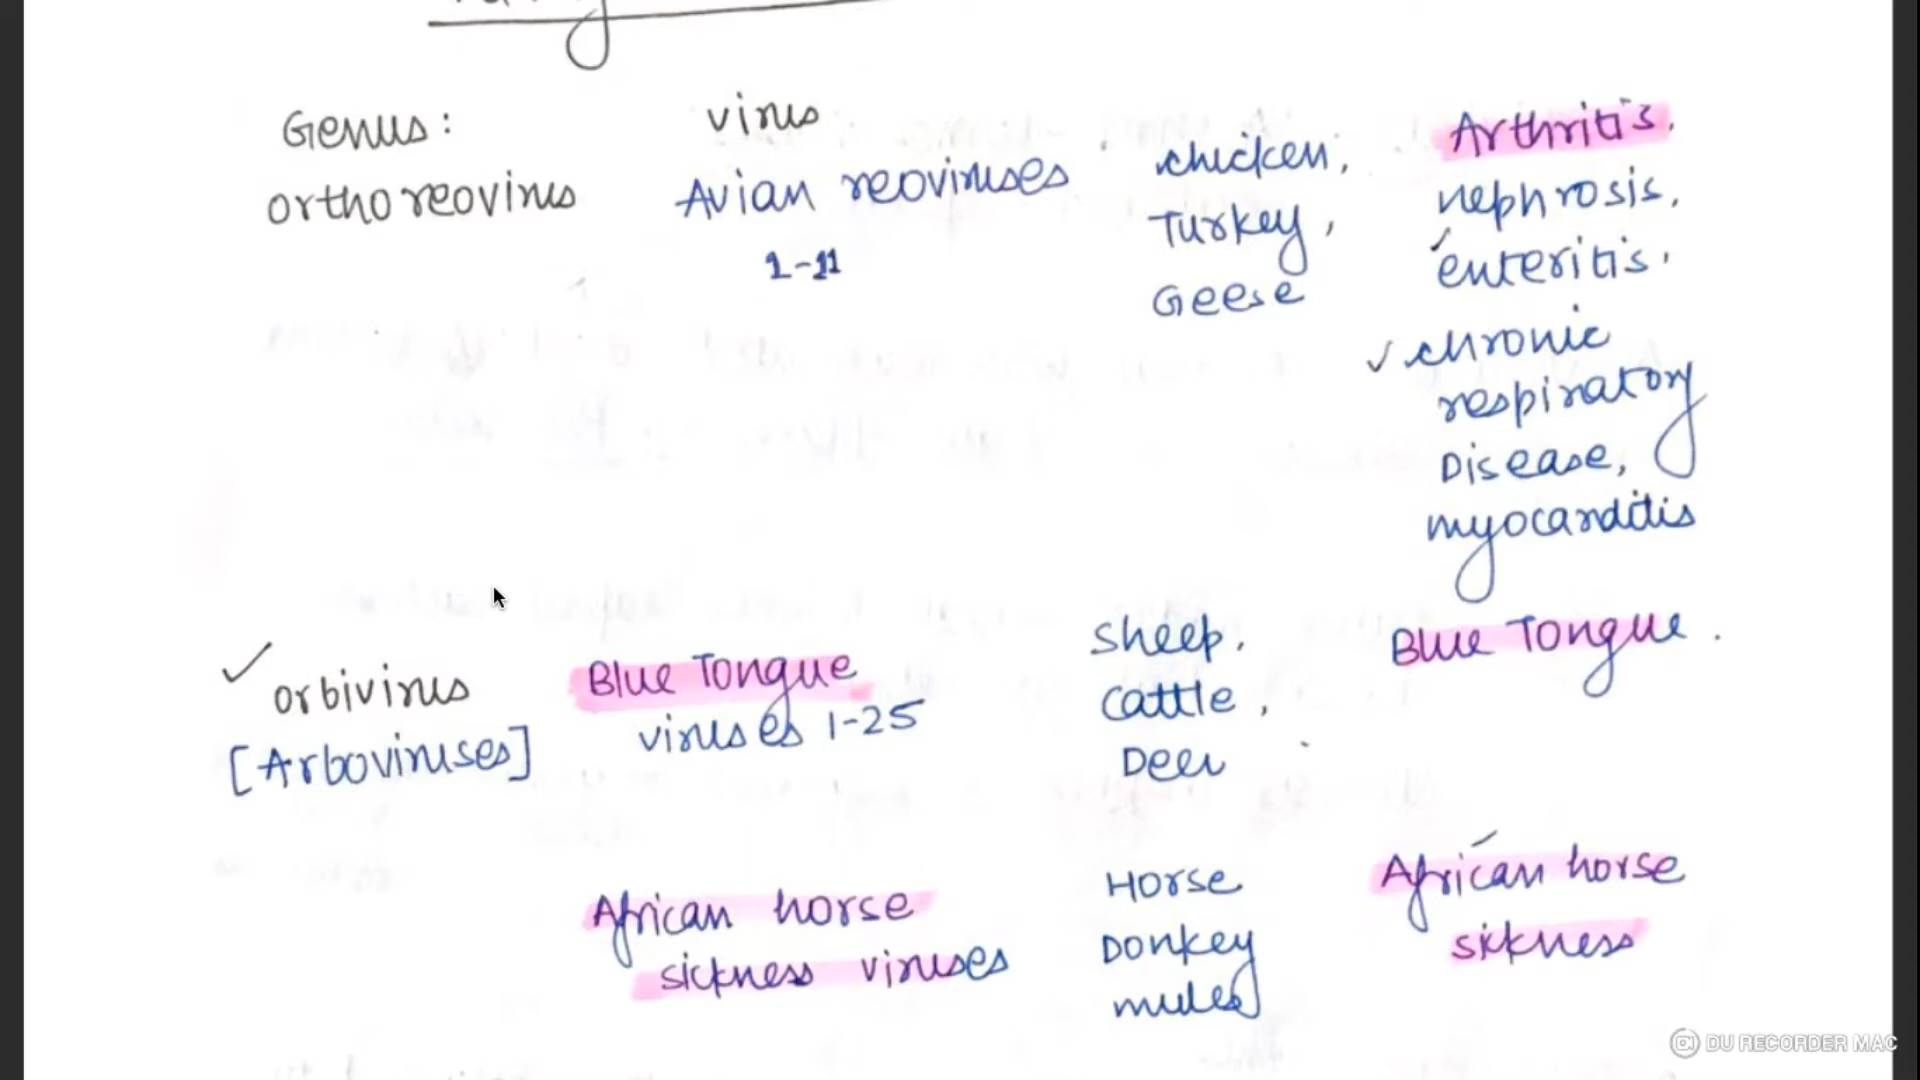 Genus: virus
orthoreovirus Avian reoviruses chicken, Arthritis,
1-11 Turkey, nephrosis,
Geese enteritis,
chronic
respiratory
Disease,
myocarditis
orbivirus Blue Tongue Sheep, Blue Tongue.
[Arboviruses] viruses 1-25 Cattle,
Deer
African horse Horse African horse
sickness viruses Donkey sickness
mules
DU RECORDER MAC